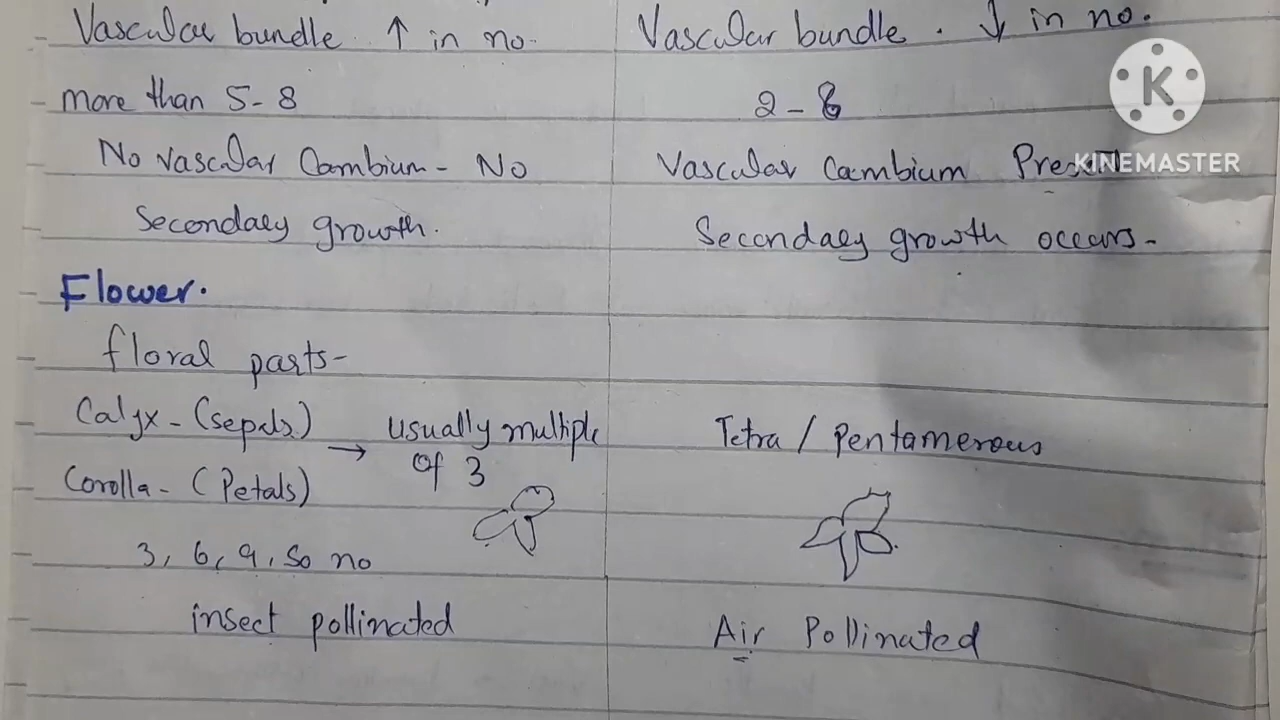 Vascular bundle ↑ in no.
Vascular bundle. ↓ in no.
more than 5-8
2-6
No vascular Cambium - No
Secondary growth.
Vascular Cambium
Secondary growth occurs-
Flower.
floral parts-
Calyx - (sepals.)
Corolla - (Petals)
→ usually multiple
of 3
Tetra / Pentamerous
3, 6, 9, so no
insect pollinated
Air Pollinated
K
KINEMASTER